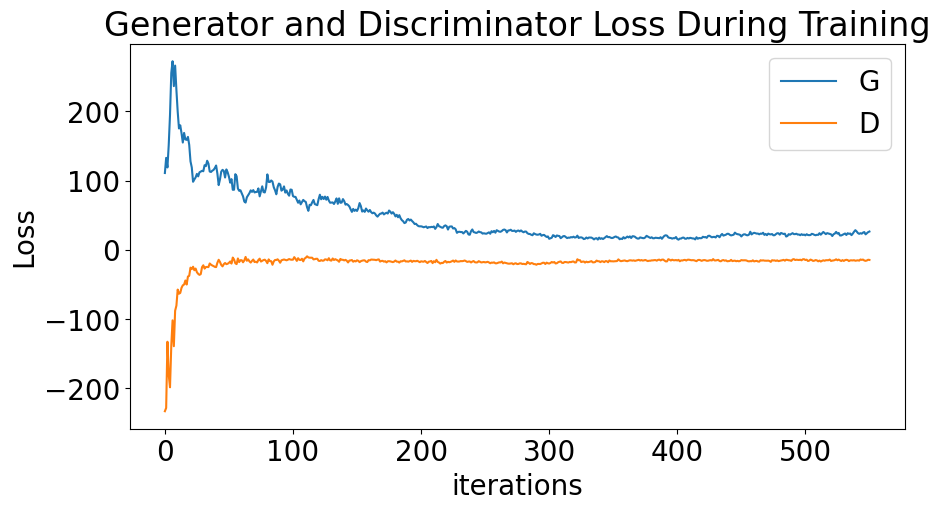 Generator and Discriminator Loss During Training
G
D
Loss
200
100
0
−100
−200
0 100 200 300 400 500
iterations